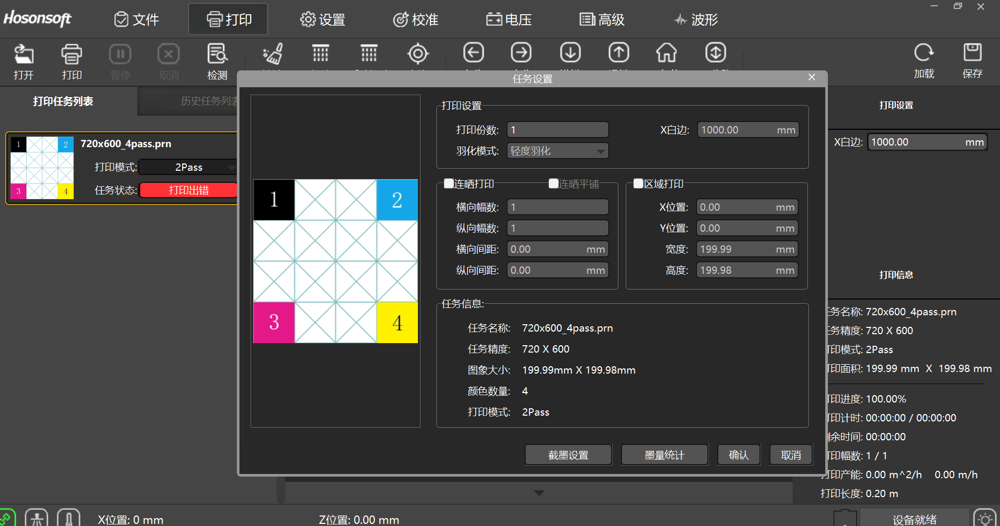 Hosonsoft
文件
打印
设置
校准
电压
高级
波形
打开
打印
暂停
取消
检测
加载
保存
打印任务列表
历史任务列表
1
2
3
4
720x600_4pass.prn
打印模式:
2Pass
任务状态:
打印出错
任务设置
1
2
3
4
打印设置
打印份数:
1
X白边:
1000.00
mm
羽化模式:
轻度羽化
连晒打印
连晒平铺
横向幅数:
1
纵向幅数:
1
横向间距:
0.00
mm
纵向间距:
0.00
mm
区域打印
X位置:
0.00
mm
Y位置:
0.00
mm
宽度:
199.99
mm
高度:
199.98
mm
任务信息:
任务名称: 720x600_4pass.prn
任务精度: 720 X 600
图象大小: 199.99mm X 199.98mm
颜色数量: 4
打印模式: 2Pass
截墨设置
墨量统计
确认
取消
打印设置
X白边:
1000.00
mm
打印信息
任务名称: 720x600_4pass.prn
任务精度: 720 X 600
打印模式: 2Pass
打印面积: 199.99 mm X 199.98 mm
打印进度: 100.00%
打印计时: 00:00:00 / 00:00:00
剩余时间: 00:00:00
打印幅数: 1 / 1
打印产能: 0.00 m^2/h 0.00 m/h
打印长度: 0.20 m
X位置: 0 mm
Z位置: 0.00 mm
设备就绪